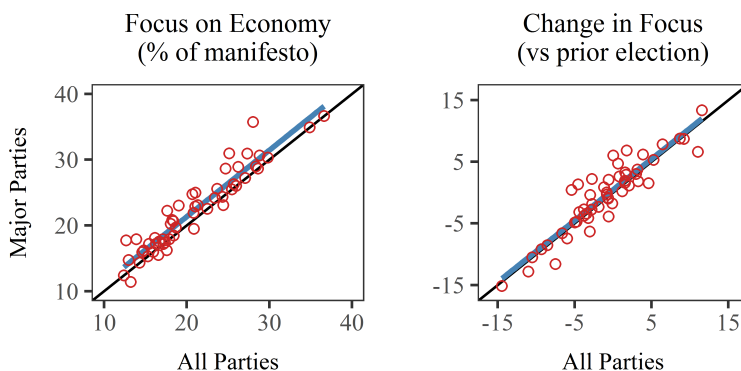 Focus on Economy
(% of manifesto)
Major Parties
40
30
20
10
10 20 30 40
All Parties
Change in Focus
(vs prior election)
15
5
-5
-15
-15 -5 5 15
All Parties